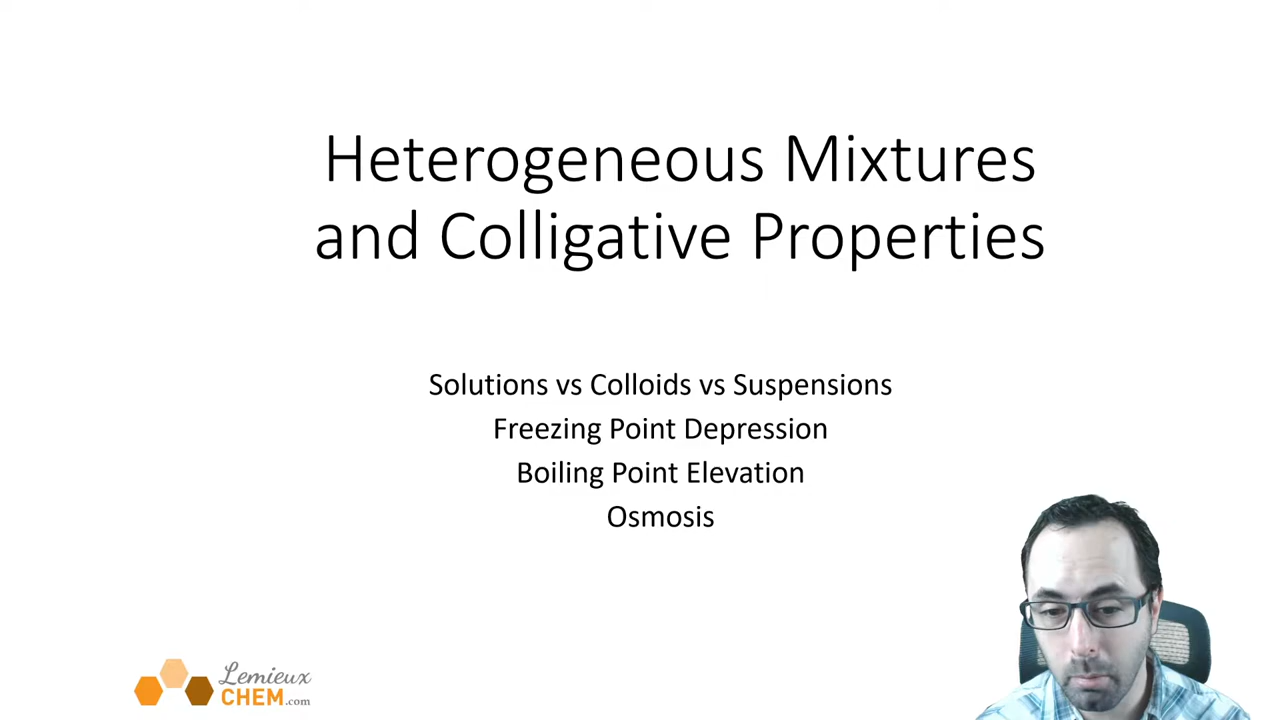 Heterogeneous Mixtures
and Colligative Properties
Solutions vs Colloids vs Suspensions
Freezing Point Depression
Boiling Point Elevation
Osmosis
Lemieux
CHEM.com